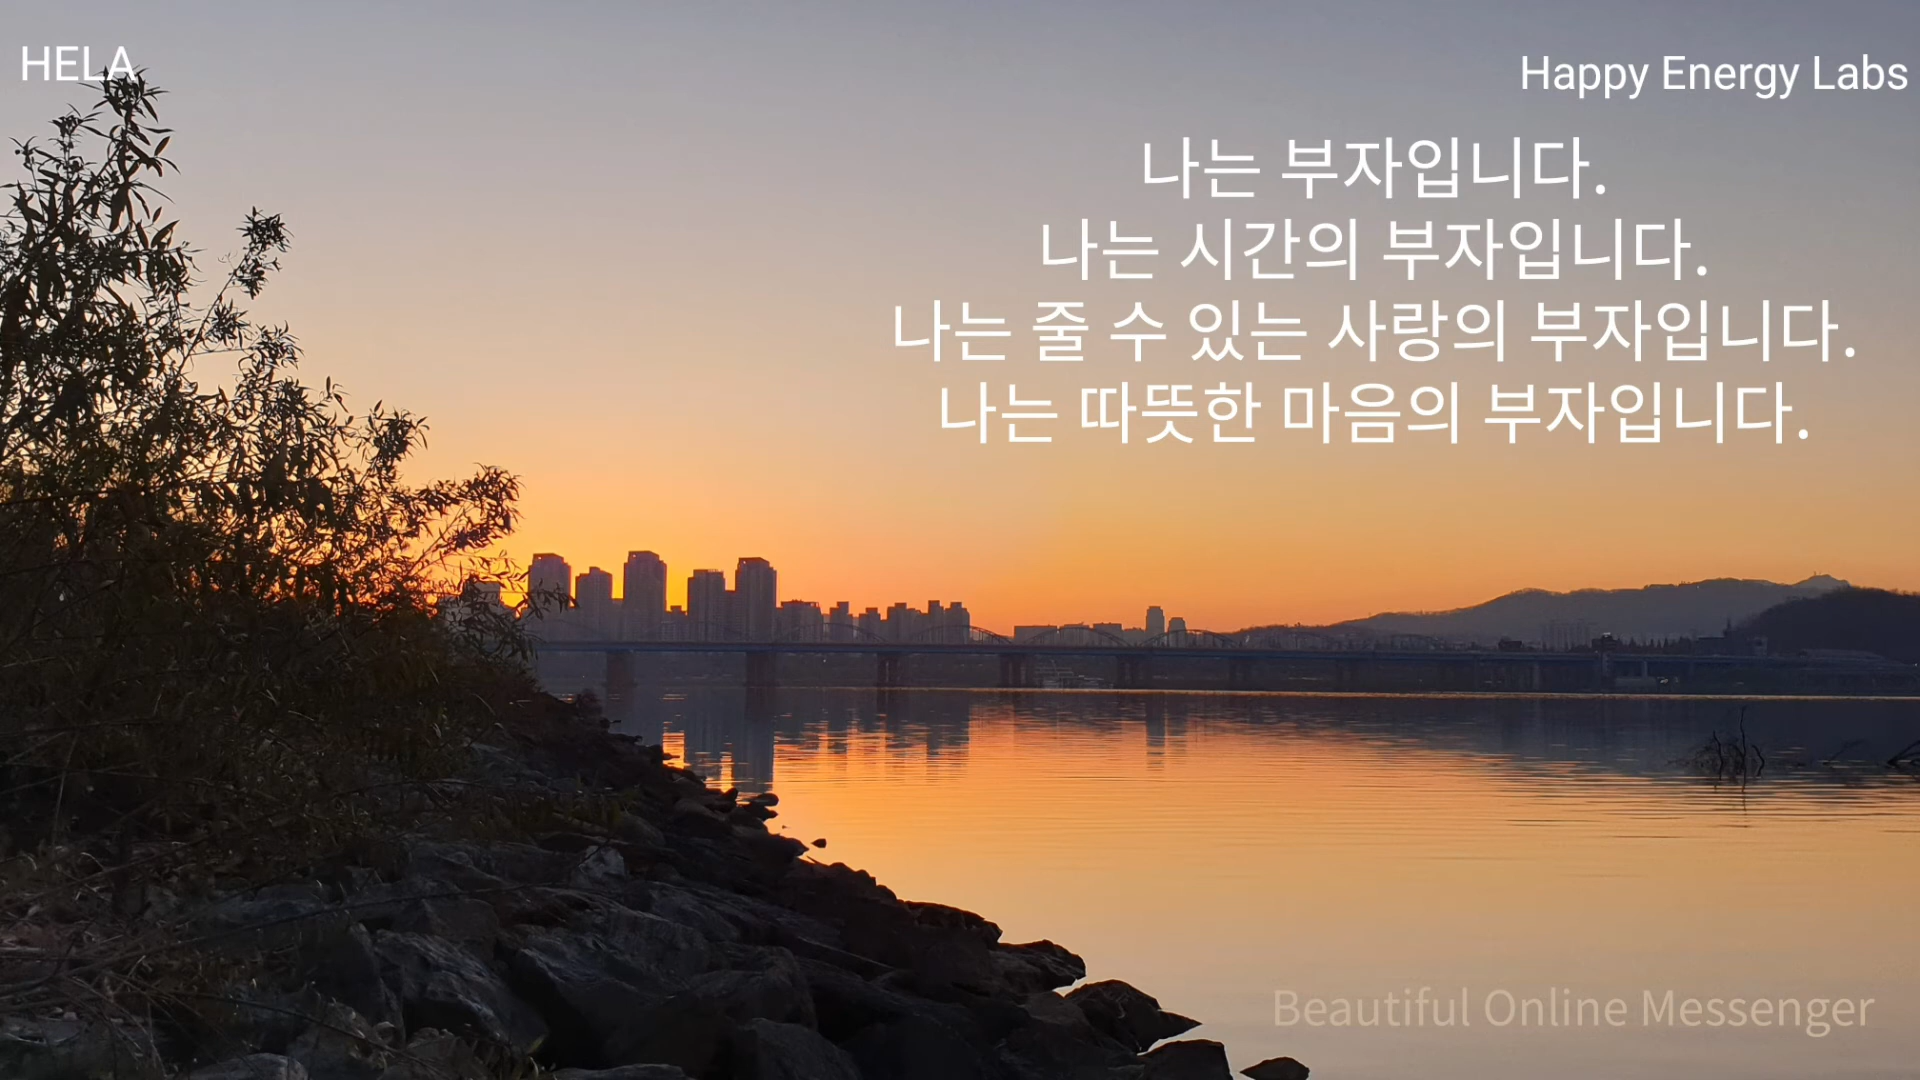 HELA
Happy Energy Labs
나는 부자입니다.
나는 시간의 부자입니다.
나는 줄 수 있는 사랑의 부자입니다.
나는 따뜻한 마음의 부자입니다.
Beautiful Online Messenger